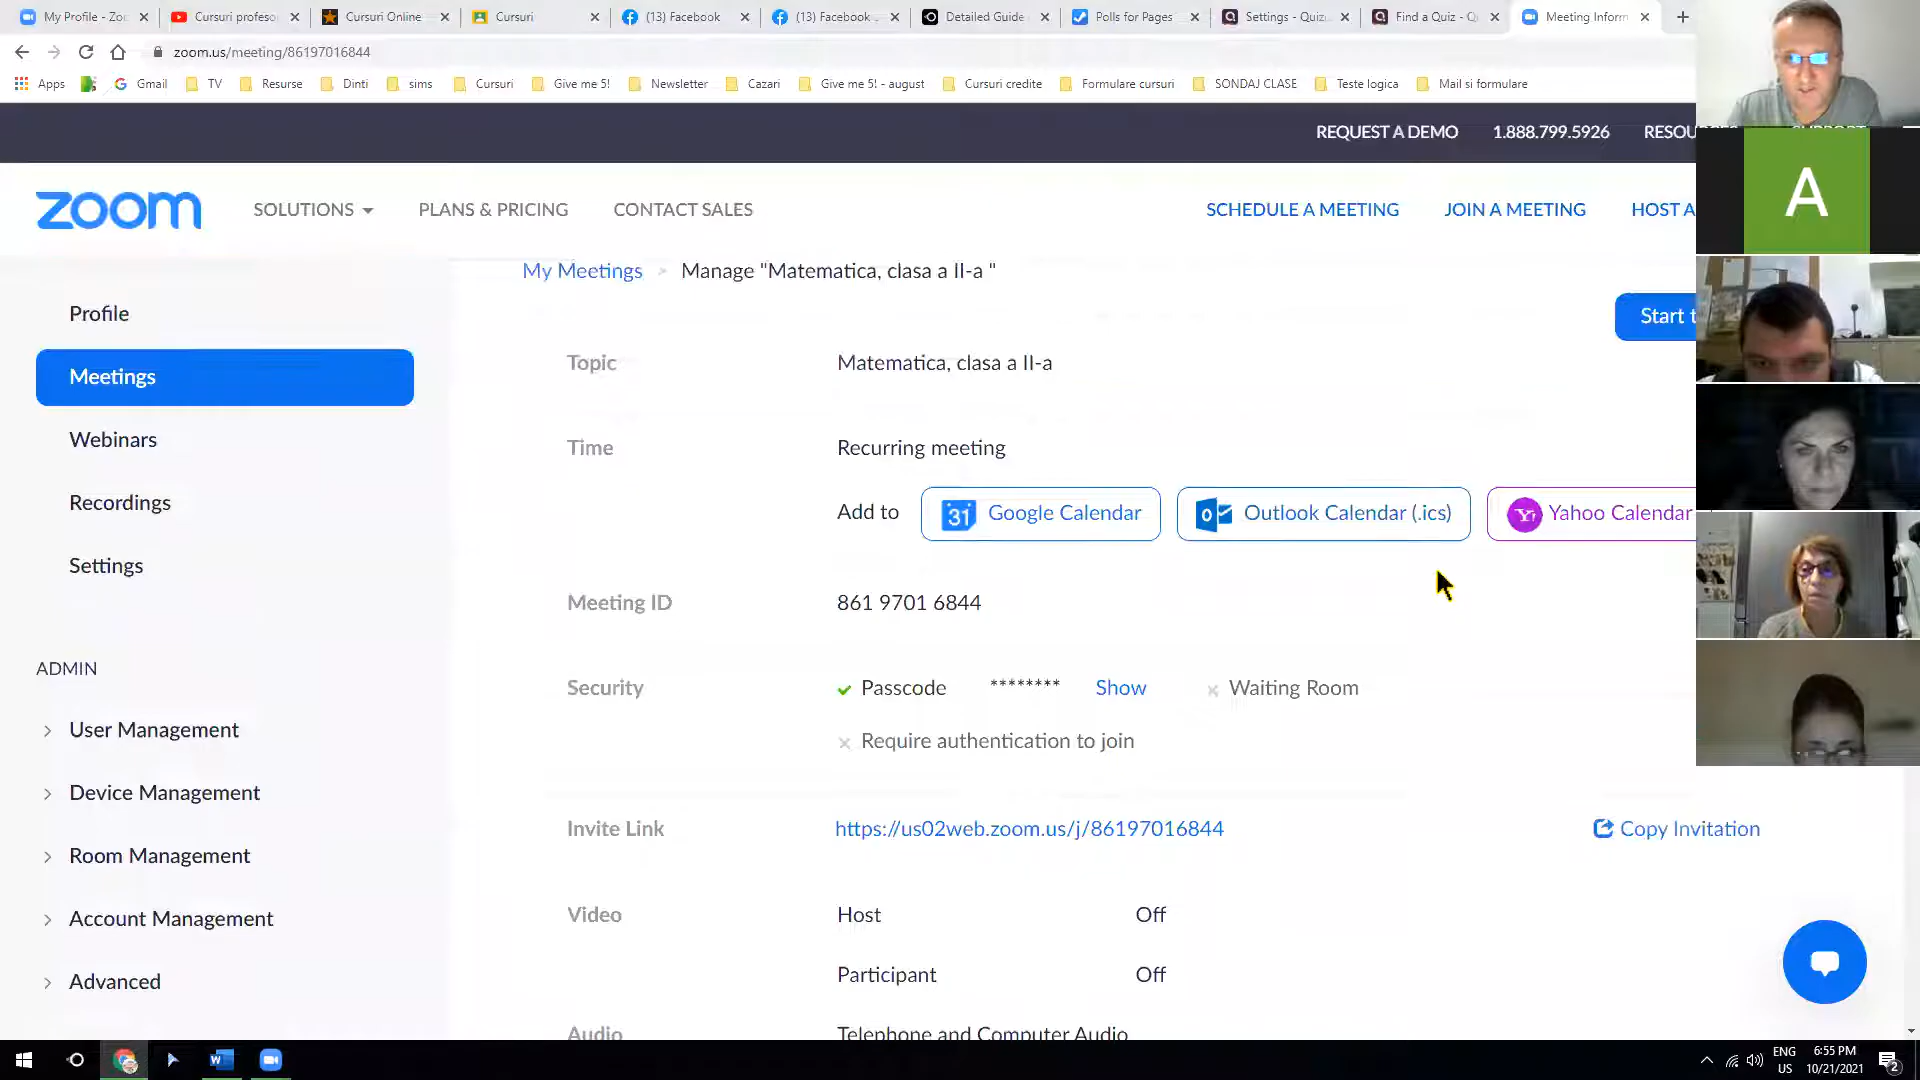 My Profile - Zo
Cursuri profeso
Cursuri Online
Cursuri
(13) Facebook
(13) Facebook
Detailed Guide
Polls for Pages
Settings - Quiz
Find a Quiz - Q
Meeting Inform
zoom.us/meeting/86197016844
Apps
Gmail
TV
Resurse
Dinti
sims
Cursuri
Give me 5!
Newsletter
Cazari
Give me 5! - august
Cursuri credite
Formulare cursuri
SONDAJ CLASE
Teste logica
Mail si formulare
REQUEST A DEMO
1.888.799.5926
zoom
SOLUTIONS
PLANS & PRICING
CONTACT SALES
SCHEDULE A MEETING
JOIN A MEETING
HOST A
A
My Meetings > Manage "Matematica, clasa a II-a "
Start t
Profile
Meetings
Webinars
Recordings
Settings
ADMIN
User Management
Device Management
Room Management
Account Management
Advanced
Topic
Matematica, clasa a II-a
Time
Recurring meeting
Add to
31 Google Calendar
Outlook Calendar (.ics)
Yahoo Calendar
Meeting ID
861 9701 6844
Security
Passcode ******** Show
Waiting Room
Require authentication to join
Invite Link
https://us02web.zoom.us/j/86197016844
Copy Invitation
Video
Host Off
Participant Off
Audio
Telephone and Computer Audio
ENG
US
6:55 PM
10/21/2021
2